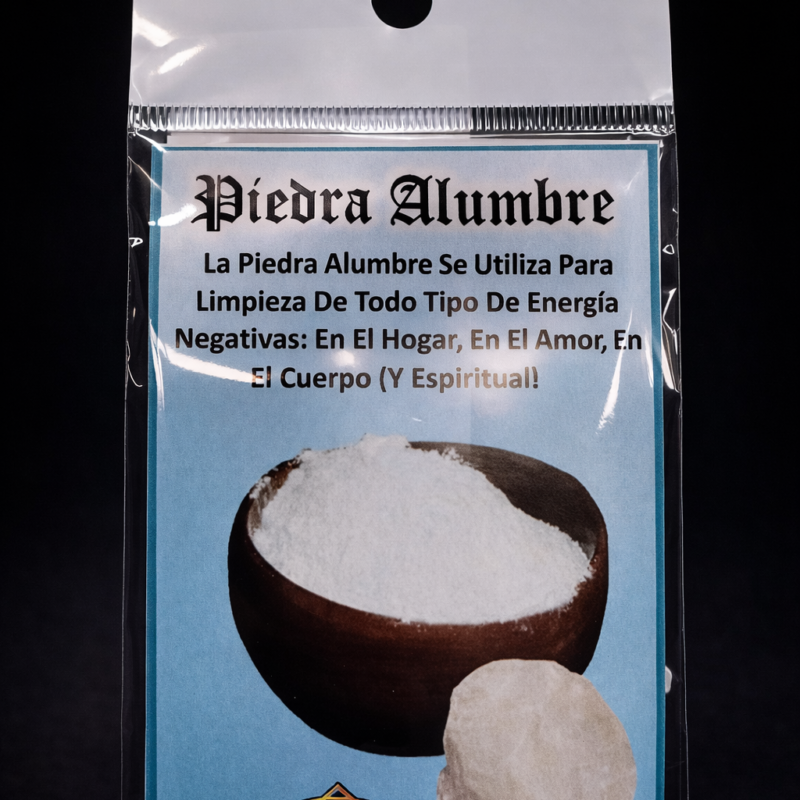 Piedra Alumbre
La Piedra Alumbre Se Utiliza Para
Limpieza De Todo Tipo De Energía
Negativas: En El Hogar, En El Amor, En
El Cuerpo (Y Espiritual!